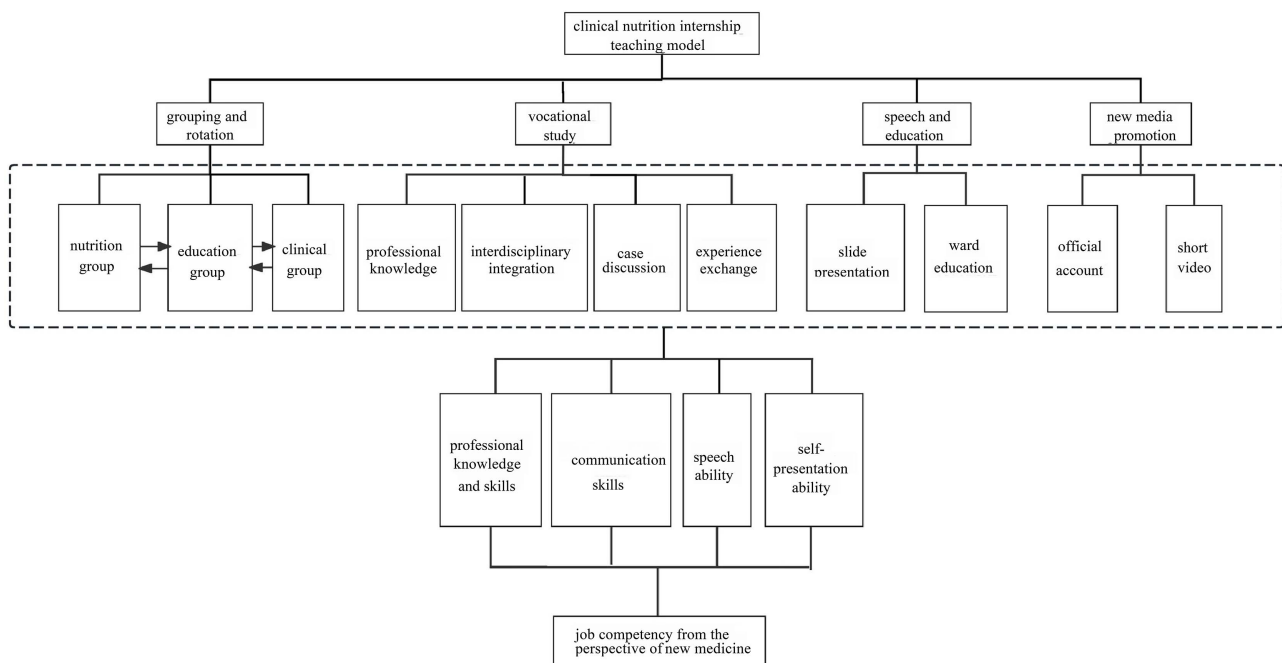 clinical nutrition internship
teaching model
grouping and
rotation
vocational
study
speech and
education
new media
promotion
nutrition
group
education
group
clinical
group
professional
knowledge
interdisciplinary
integration
case
discussion
experience
exchange
slide
presentation
ward
education
official
account
short
video
professional
knowledge
and skills
communication
skills
speech
ability
self-
presentation
ability
job competency from the
perspective of new medicine